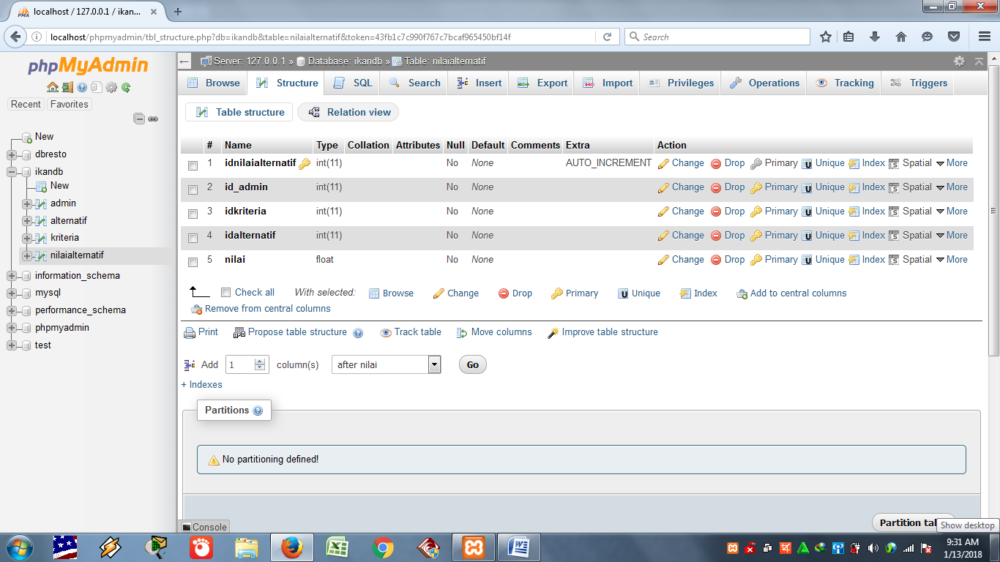 localhost / 127.0.0.1 / ikan...
localhost/phpmyadmin/tbl_structure.php?db=ikandb&table=nilaialternatif&token=43fb1c7c990f767c7bcaf965450bf14f
Search
phpMyAdmin
Recent Favorites
New
dbresto
ikandb
New
admin
alternatif
kriteria
nilaialternatif
information_schema
mysql
performance_schema
phpmyadmin
test
Server: 127.0.0.1 » Database: ikandb » Table: nilaialternatif
Browse Structure SQL Search Insert Export Import Privileges Operations Tracking Triggers
Table structure Relation view
# Name Type Collation Attributes Null Default Comments Extra Action
1 idnilaialternatif int(11) No None AUTO_INCREMENT Change Drop Primary Unique Index Spatial More
2 id_admin int(11) No None Change Drop Primary Unique Index Spatial More
3 idkriteria int(11) No None Change Drop Primary Unique Index Spatial More
4 idalternatif int(11) No None Change Drop Primary Unique Index Spatial More
5 nilai float No None Change Drop Primary Unique Index Spatial More
Check all With selected: Browse Change Drop Primary Unique Index Add to central columns
Remove from central columns
Print Propose table structure Track table Move columns Improve table structure
Add 1 column(s) after nilai Go
+ Indexes
Partitions
No partitioning defined!
Partition tab
Console
Show desktop
9:31 AM
1/13/2018